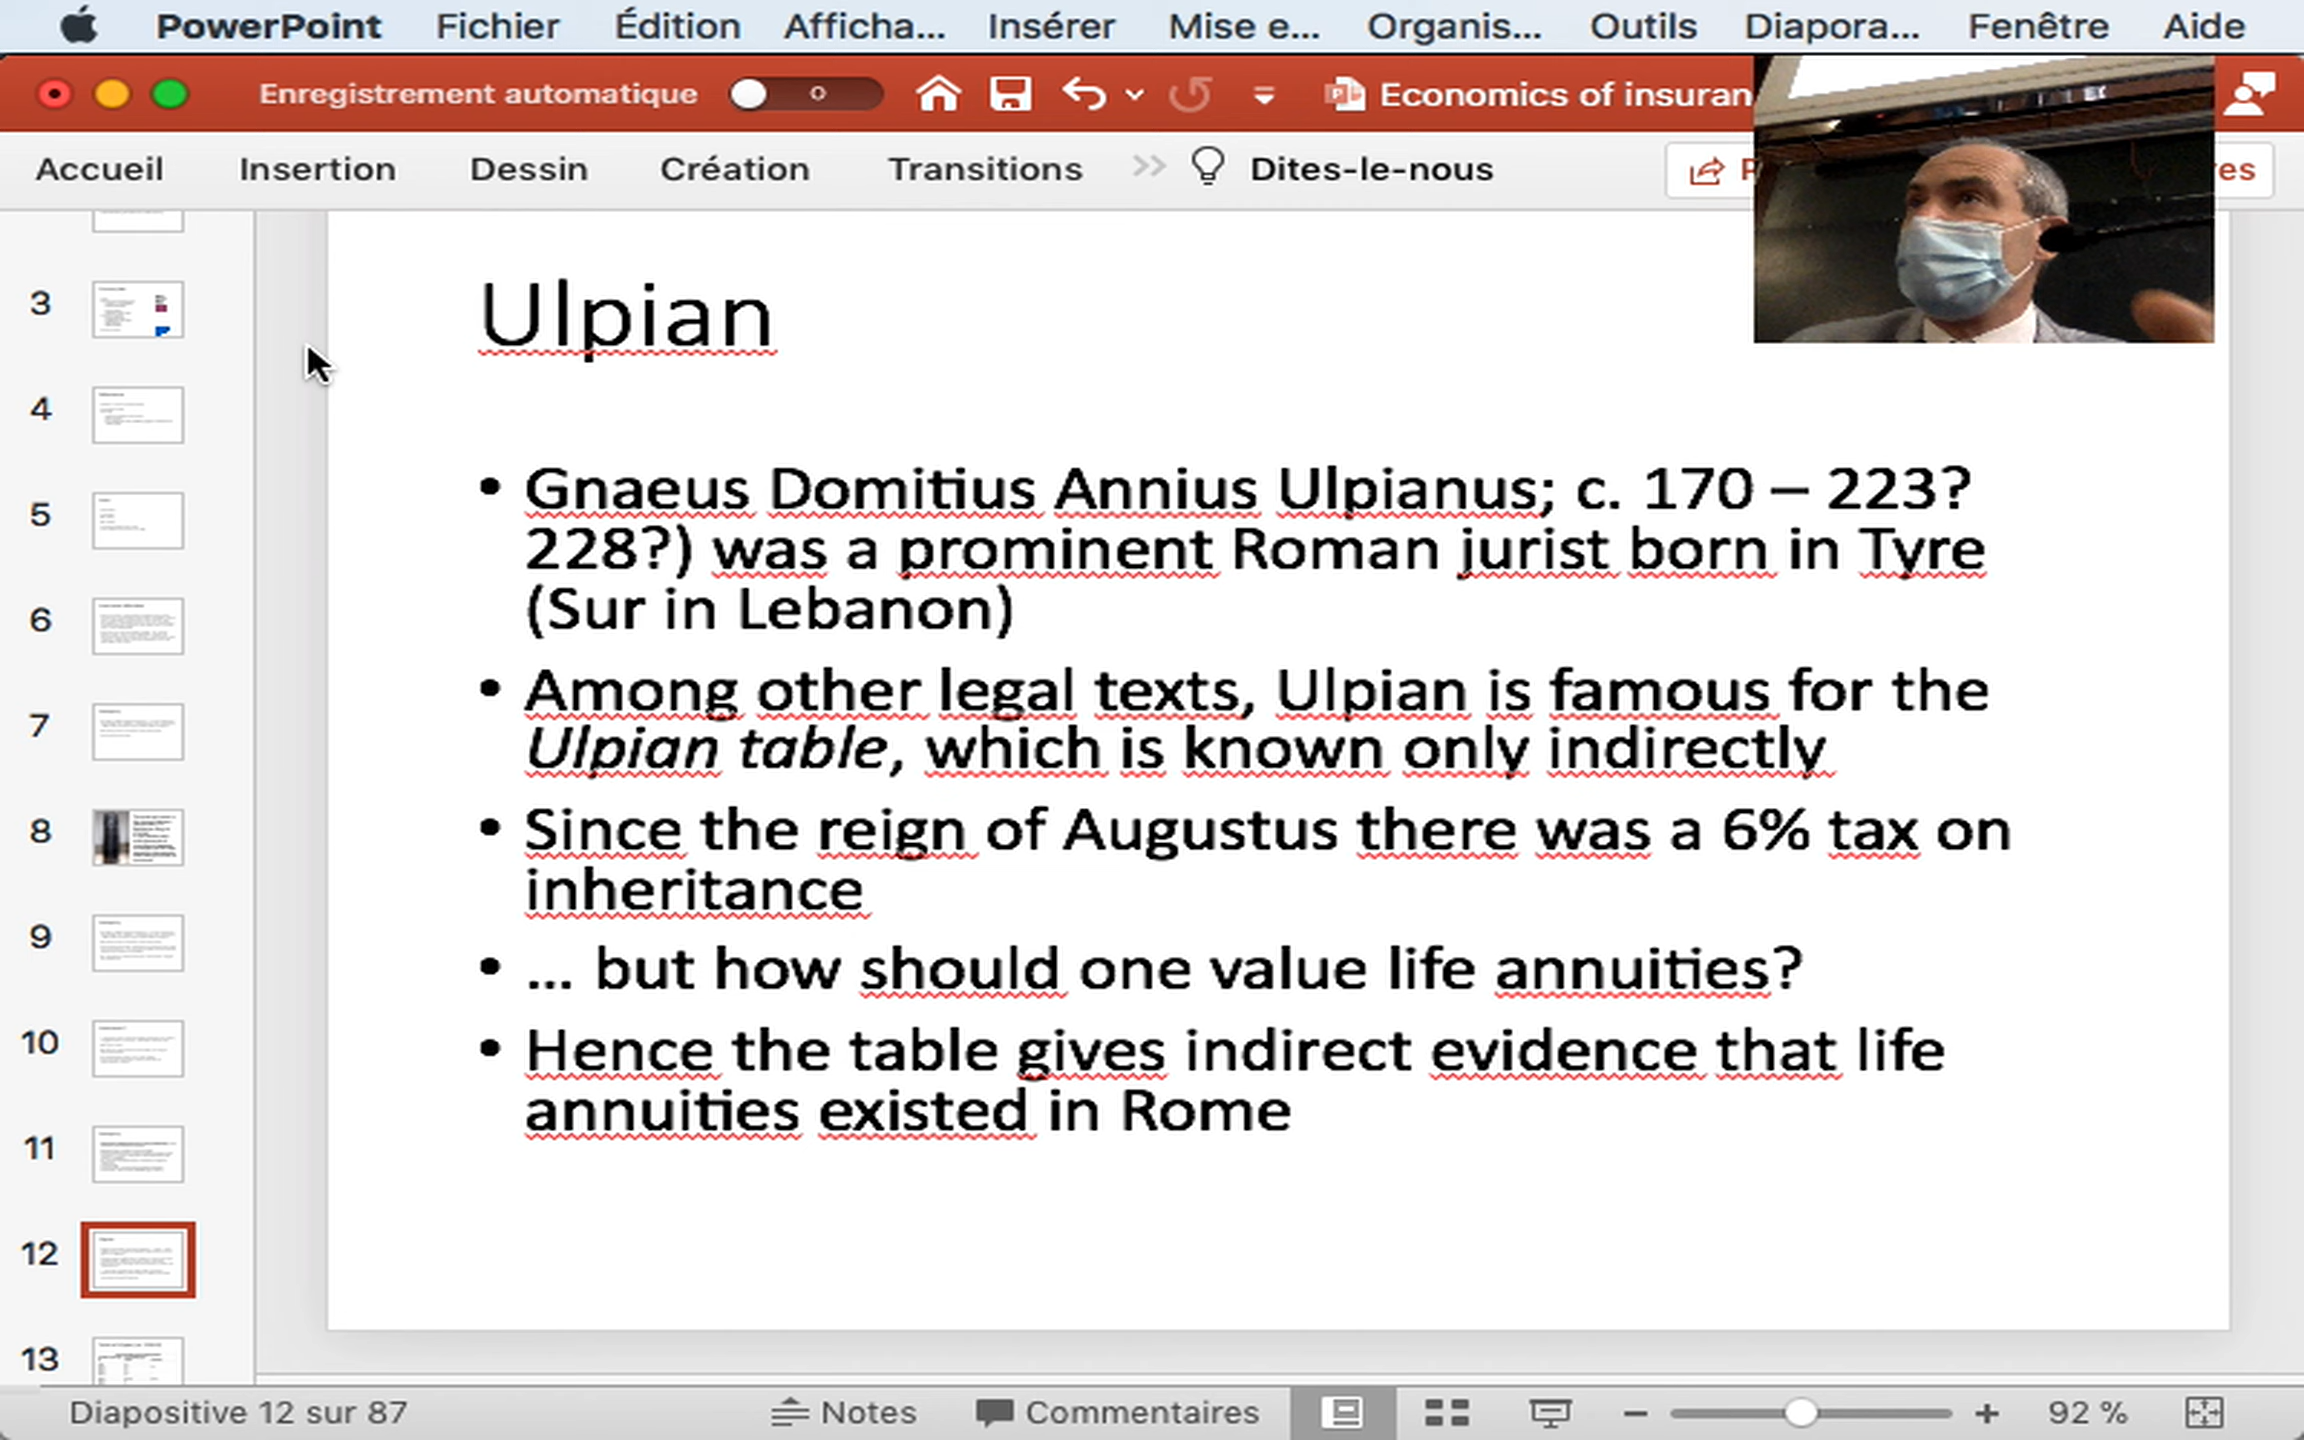 PowerPoint Fichier Édition Afficha... Insérer Mise e... Organis... Outils Diapora... Fenêtre Aide
Enregistrement automatique Economics of insuran
Accueil Insertion Dessin Création Transitions Dites-le-nous
3
4
5
6
7
8
9
10
11
12
13
Ulpian
• Gnaeus Domitius Annius Ulpianus; c. 170 – 223?
228?) was a prominent Roman jurist born in Tyre
(Sur in Lebanon)
• Among other legal texts, Ulpian is famous for the
Ulpian table, which is known only indirectly
• Since the reign of Augustus there was a 6% tax on
inheritance
• ... but how should one value life annuities?
• Hence the table gives indirect evidence that life
annuities existed in Rome
Diapositive 12 sur 87 Notes Commentaires 92 %